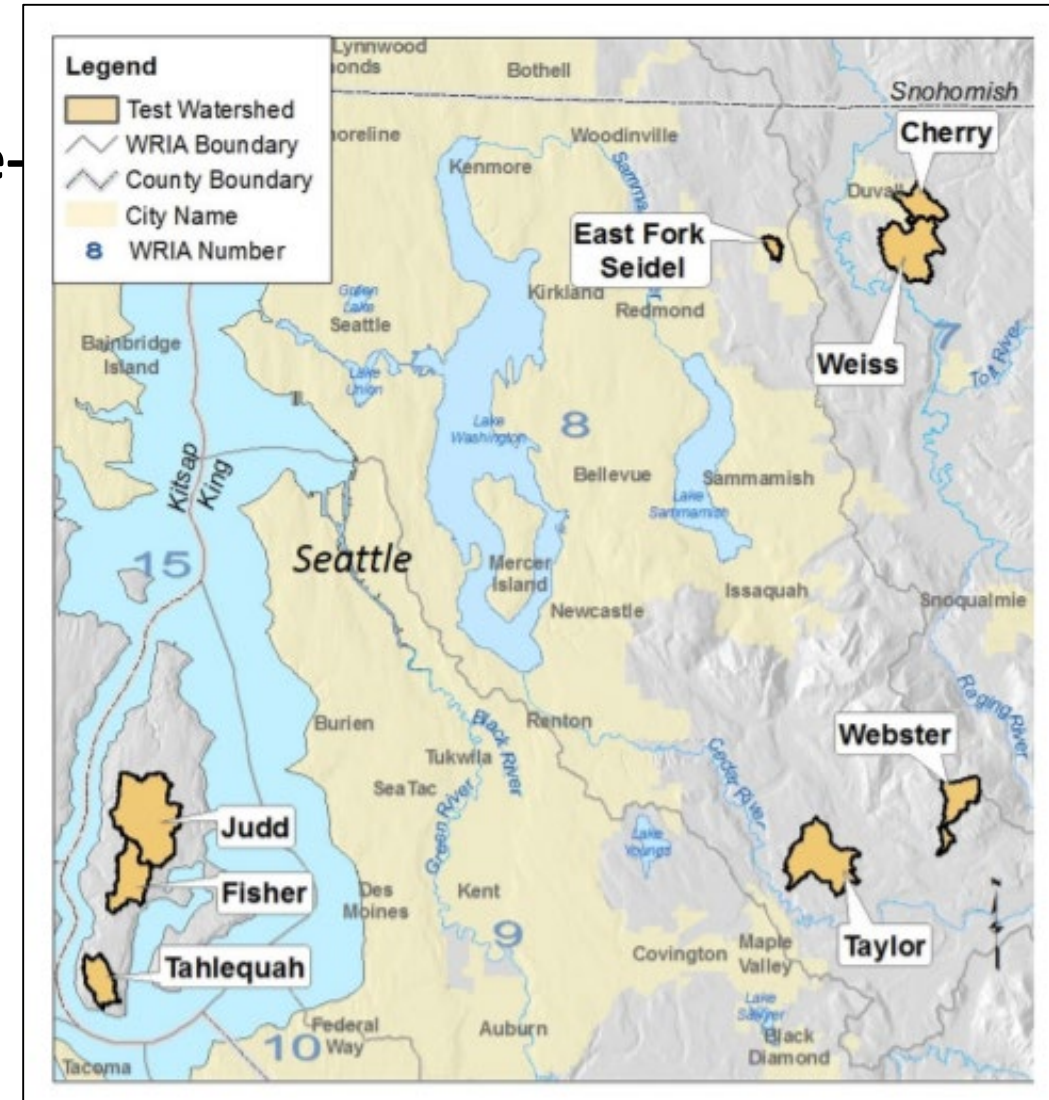 Legend
Test Watershed
WRIA Boundary
County Boundary
City Name
8 WRIA Number
Lynnwood
onds
Bothell
Snohomish
Cherry
horeline
Woodinville
Kenmore
Duvall
East Fork
Seidel
Kirkland
Redmond
Green
Lake
Seattle
Bainbridge
Island
Lake
Union
Weiss
7
Tolt River
Lake
Washington
8
Kitsap
King
Bellevue
Sammamish
Lake
Sammamish
15
Seattle
Mercer
Island
Newcastle
Issaquah
Snoqualmie
Raging River
Burien
Black River
Renton
Webster
Tukwila
SeaTac
Green River
Cedar River
Judd
Lake
Youngs
Fisher
Des
Moines
Kent
9
Tahlequah
Covington
Maple
Valley
Taylor
Lake
Sawyer
Federal
Way
10
Auburn
Black
Diamond
Tacoma